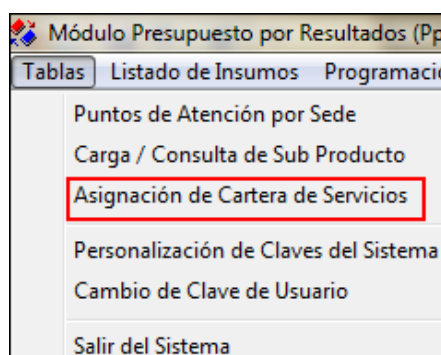 Módulo Presupuesto por Resultados (Pp
Tablas Listado de Insumos Programació
Puntos de Atención por Sede
Carga / Consulta de Sub Producto
Asignación de Cartera de Servicios
Personalización de Claves del Sistema
Cambio de Clave de Usuario
Salir del Sistema